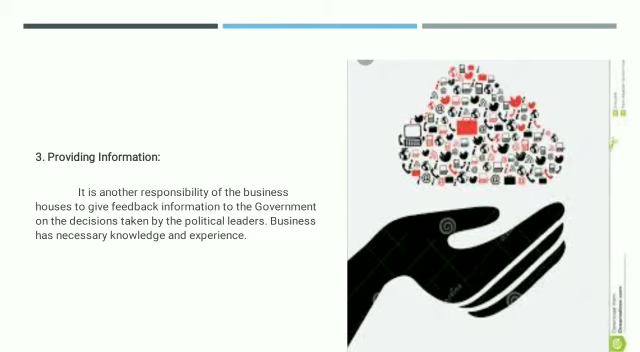 3. Providing Information:
It is another responsibility of the business
houses to give feedback information to the Government
on the decisions taken by the political leaders. Business
has necessary knowledge and experience.